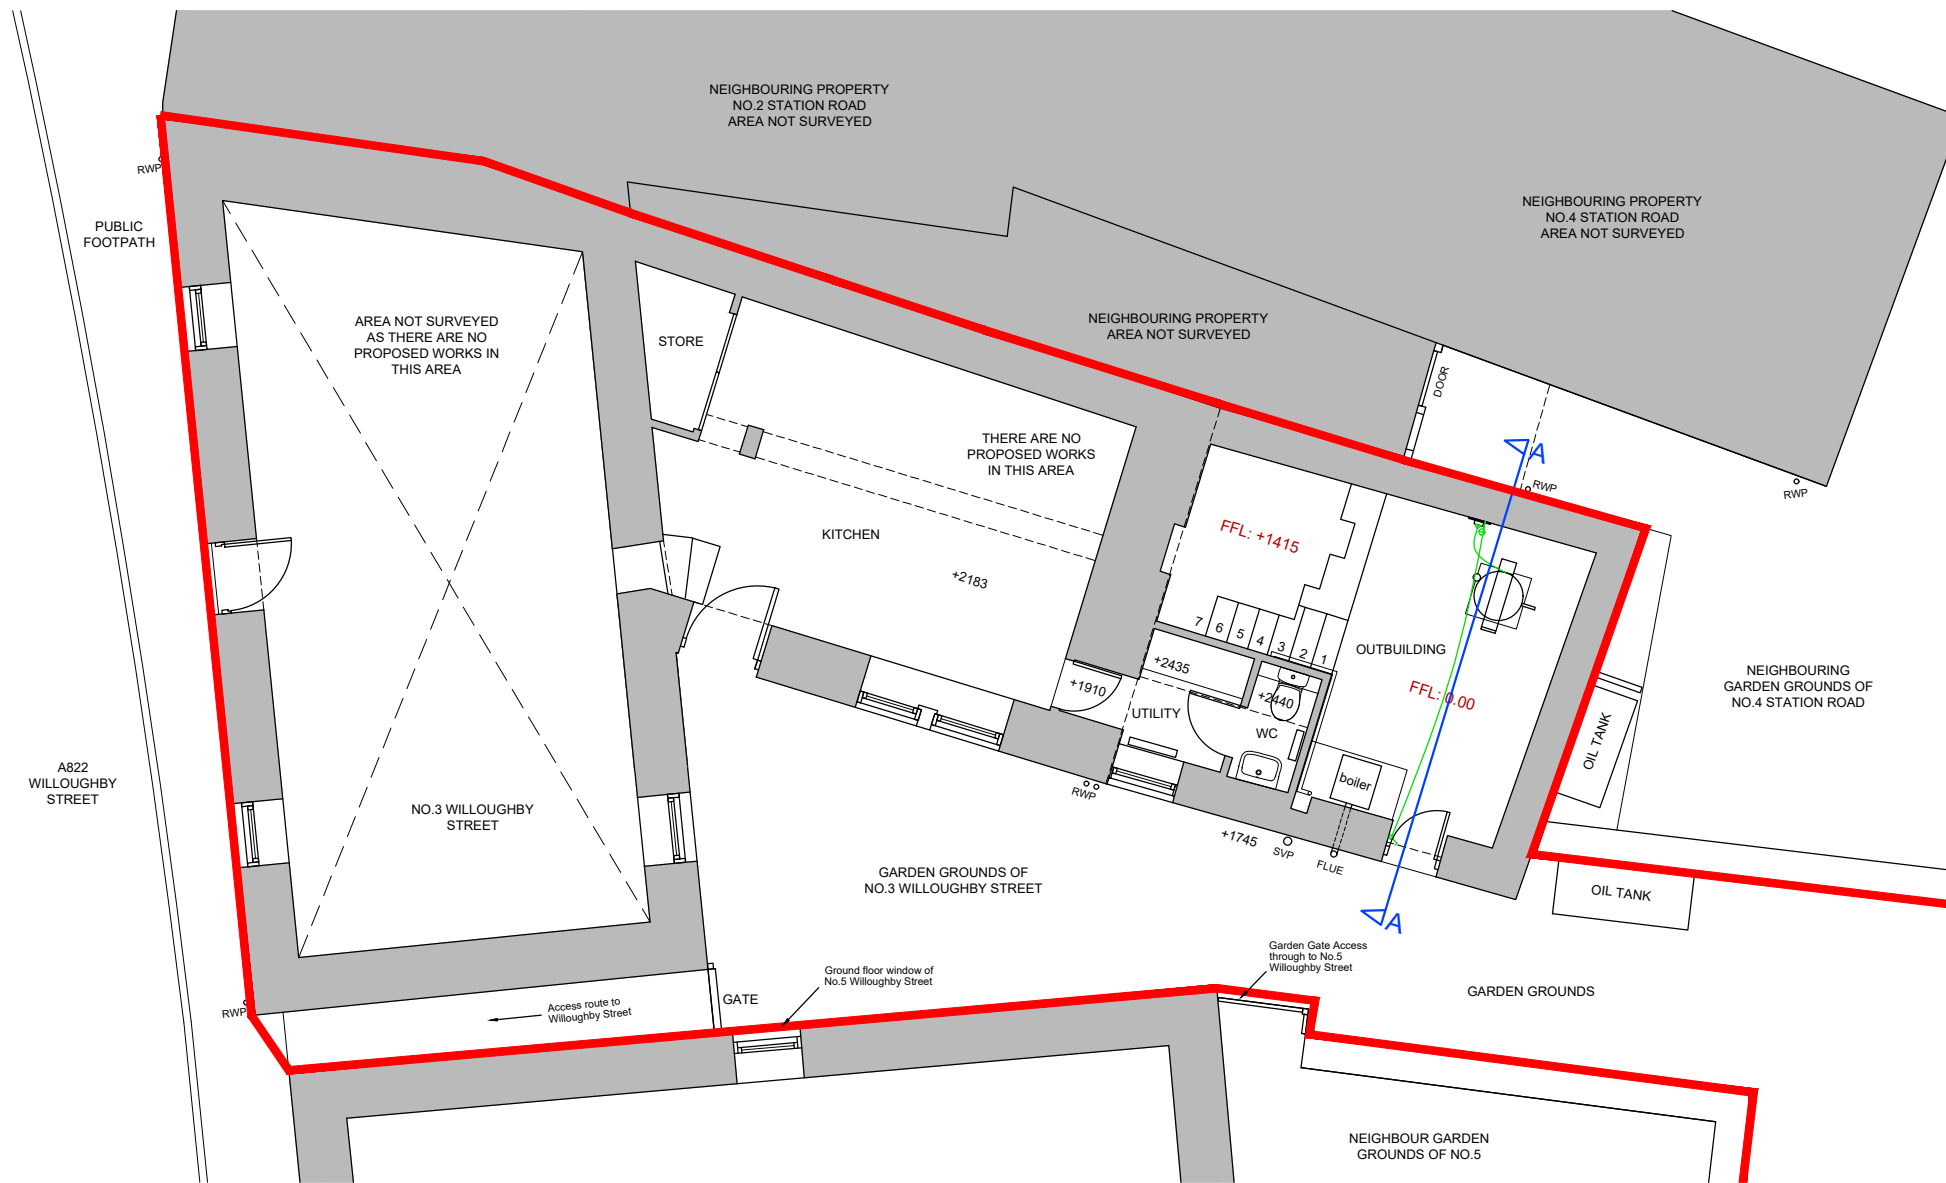 NEIGHBOURING PROPERTY
NO.2 STATION ROAD
AREA NOT SURVEYED
RWP
PUBLIC
FOOTPATH
NEIGHBOURING PROPERTY
NO.4 STATION ROAD
AREA NOT SURVEYED
AREA NOT SURVEYED
AS THERE ARE NO
PROPOSED WORKS IN
THIS AREA
STORE
NEIGHBOURING PROPERTY
AREA NOT SURVEYED
DOOR
THERE ARE NO
PROPOSED WORKS
IN THIS AREA
A
RWP
RWP
KITCHEN
FFL: +1415
+2183
7
6
5
4
3
2
1
OUTBUILDING
+2435
+1910
+2440
FFL: 0.00
UTILITY
WC
NEIGHBOURING
GARDEN GROUNDS OF
NO.4 STATION ROAD
OIL TANK
A822
WILLOUGHBY
STREET
NO.3 WILLOUGHBY
STREET
boiler
RWP
+1745
SVP
FLUE
GARDEN GROUNDS OF
NO.3 WILLOUGHBY STREET
OIL TANK
A
Garden Gate Access
through to No.5
Willoughby Street
Ground floor window of
No.5 Willoughby Street
GATE
GARDEN GROUNDS
RWP
Access route to
Willoughby Street
NEIGHBOUR GARDEN
GROUNDS OF NO.5